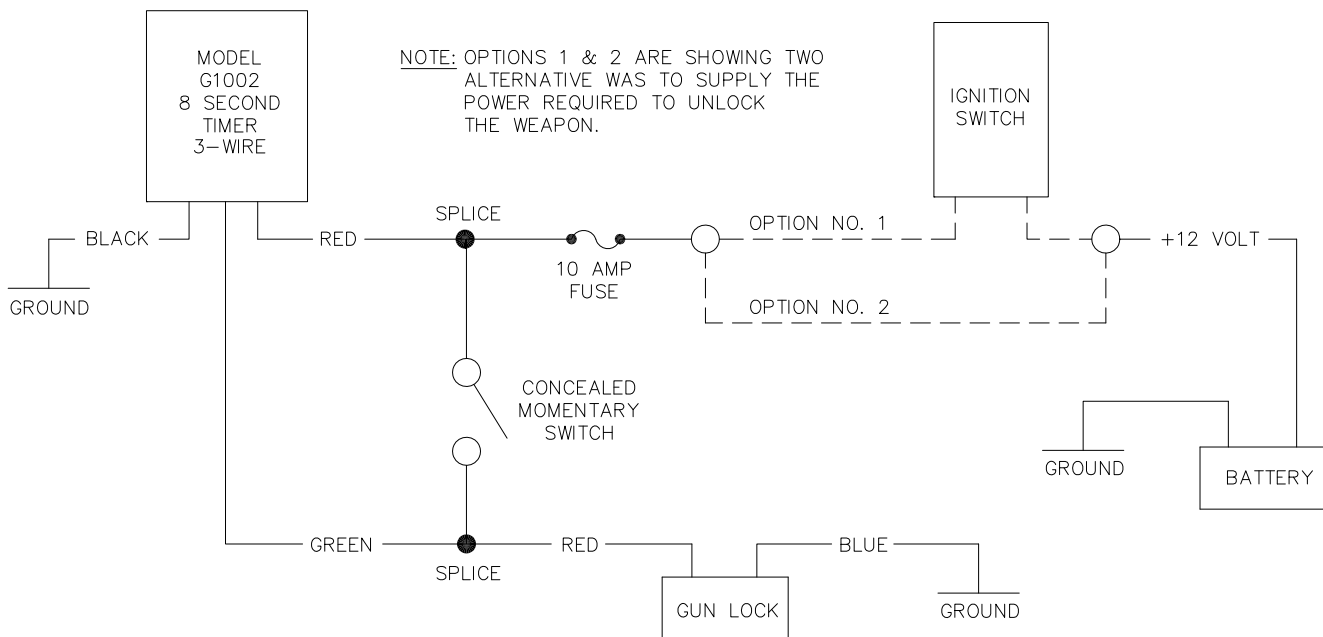 MODEL
G1002
8 SECOND
TIMER
3-WIRE
NOTE: OPTIONS 1 & 2 ARE SHOWING TWO
ALTERNATIVE WAS TO SUPPLY THE
POWER REQUIRED TO UNLOCK
THE WEAPON.
IGNITION
SWITCH
SPLICE
BLACK
RED
OPTION NO. 1
+12 VOLT
10 AMP
FUSE
GROUND
OPTION NO. 2
CONCEALED
MOMENTARY
SWITCH
GROUND
BATTERY
GREEN
RED
BLUE
SPLICE
GUN LOCK
GROUND